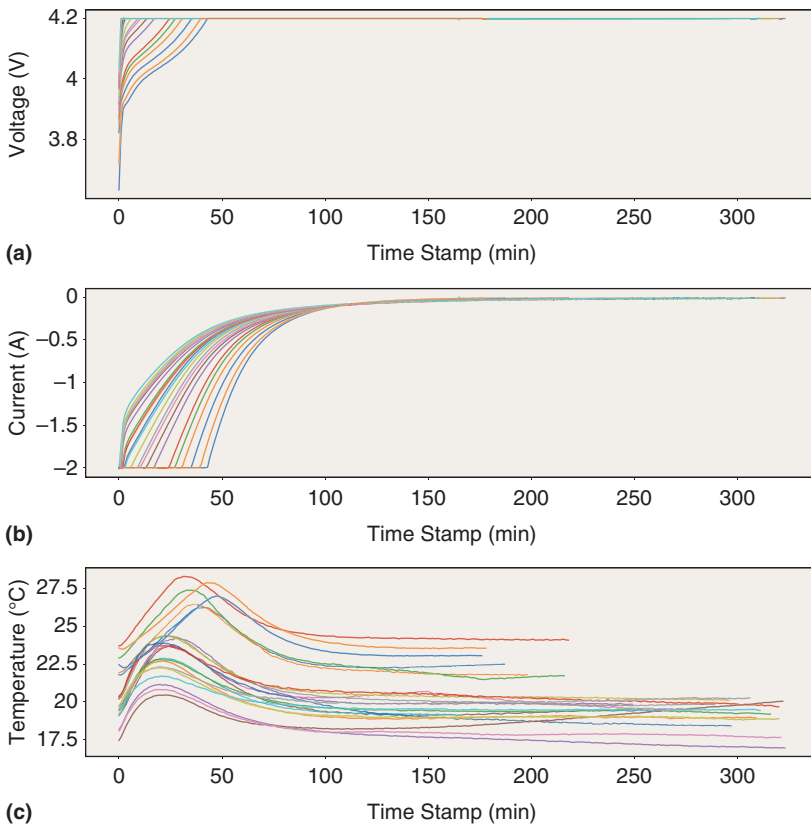 4.2
4
3.8
Voltage (V)
0 50 100 150 200 250 300
Time Stamp (min)
(a)
0
−0.5
−1
−1.5
−2
Current (A)
0 50 100 150 200 250 300
Time Stamp (min)
(b)
27.5
25
22.5
20
17.5
Temperature (°C)
0 50 100 150 200 250 300
Time Stamp (min)
(c)